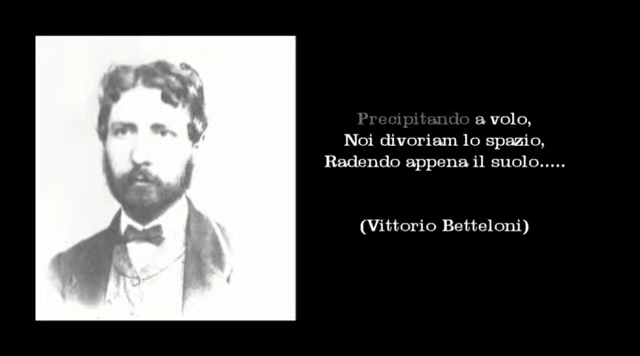 Precipitando a volo,
Noi divoriam lo spazio,
Radendo appena il suolo.....
(Vittorio Betteloni)